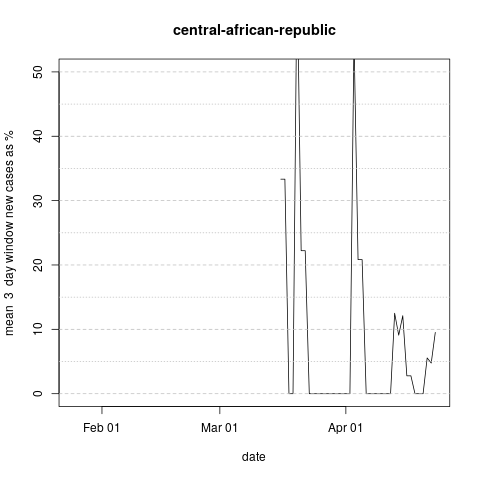 central-african-republic
mean 3 day window new cases as %
50
40
30
20
10
0
Feb 01
Mar 01
Apr 01
date